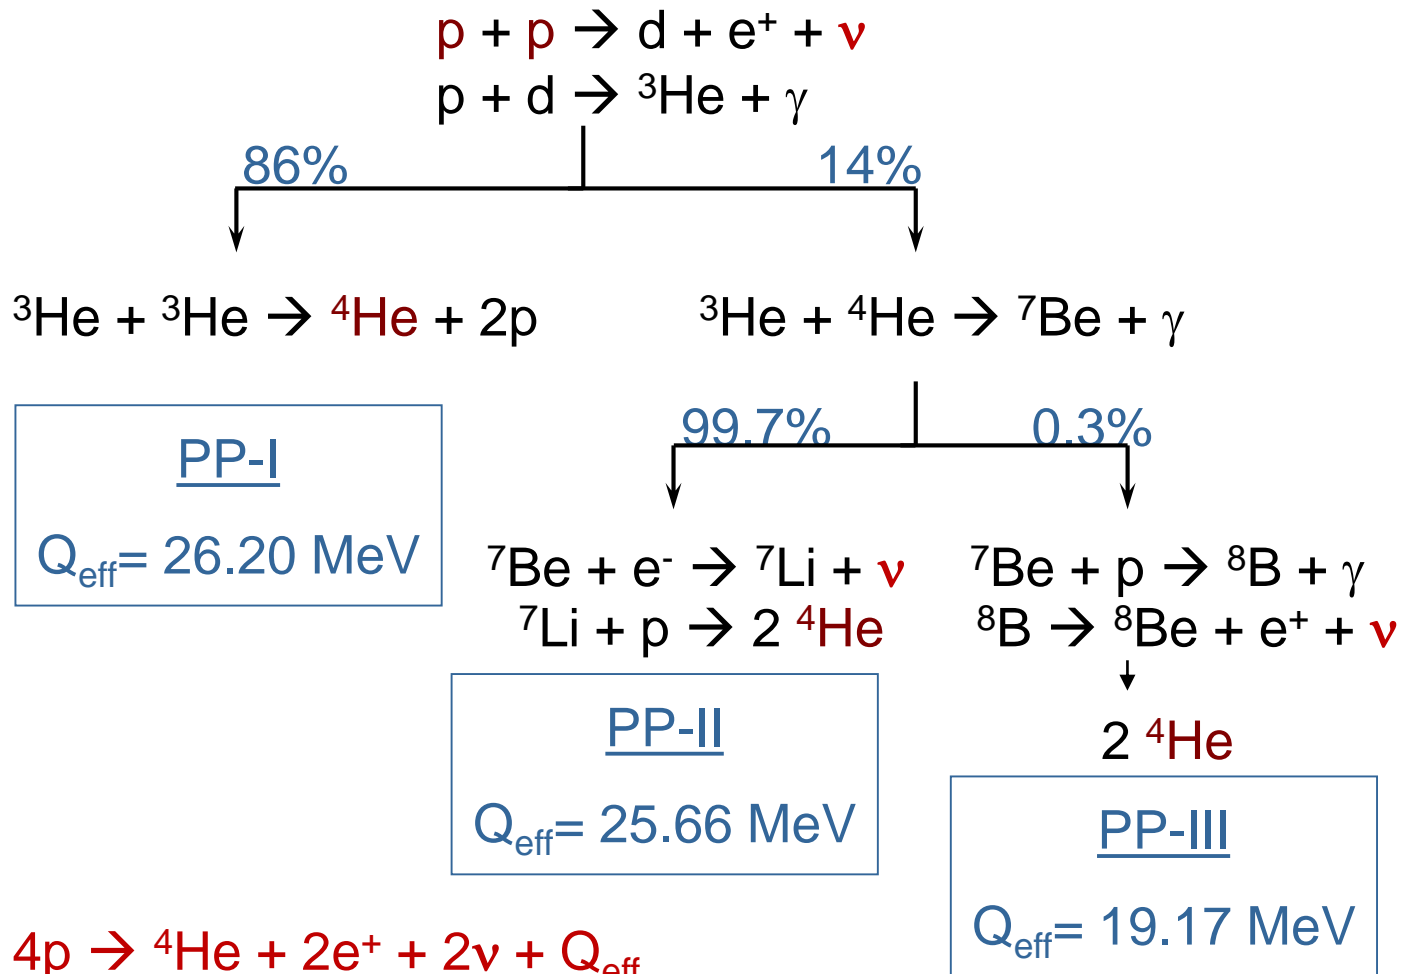 p + p → d + e⁺ + ν
p + d → ³He + γ
86%
14%
³He + ³He → ⁴He + 2p
³He + ⁴He → ⁷Be + γ
PP-I
Q_eff= 26.20 MeV
99.7%
0.3%
⁷Be + e⁻ → ⁷Li + ν
⁷Li + p → 2 ⁴He
⁷Be + p → ⁸B + γ
⁸B → ⁸Be + e⁺ + ν
2 ⁴He
PP-II
Q_eff= 25.66 MeV
PP-III
Q_eff= 19.17 MeV
4p → ⁴He + 2e⁺ + 2ν + Q_eff